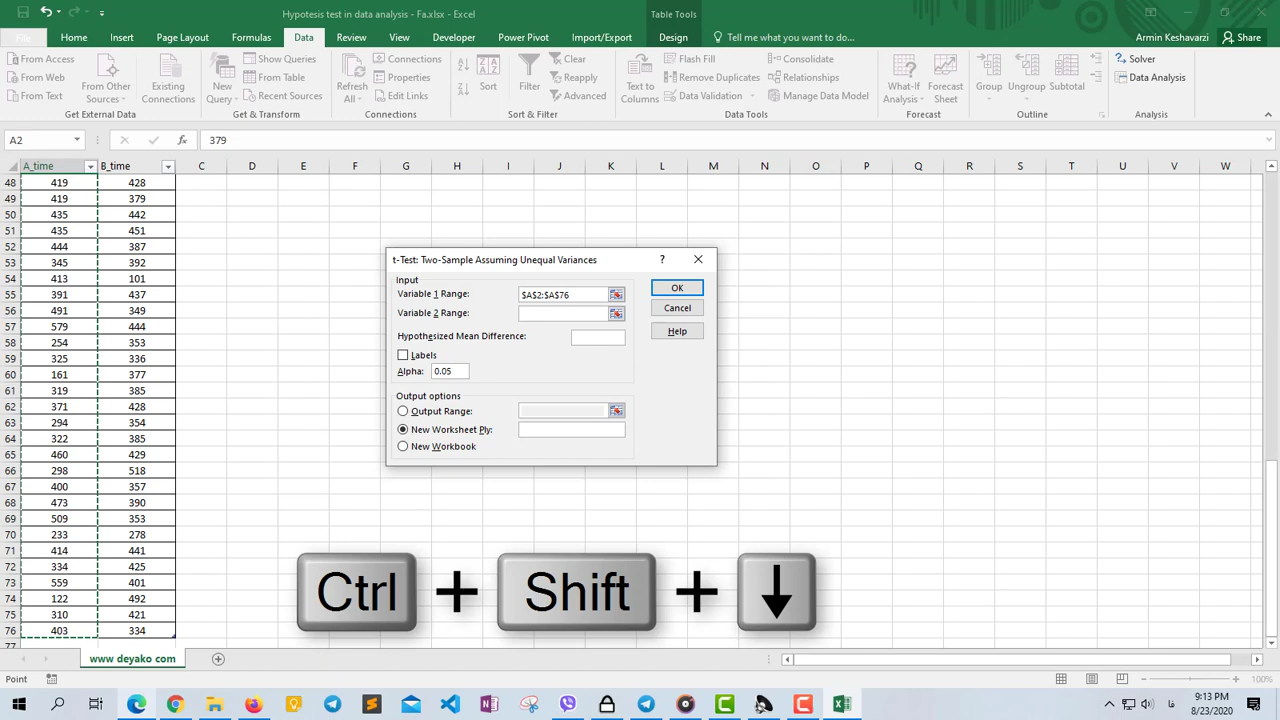 Hypotesis test in data analysis - Fa.xlsx - Excel
Table Tools
Armin Keshavarzi
Share
File
Home
Insert
Page Layout
Formulas
Data
Review
View
Developer
Power Pivot
Import/Export
Design
Tell me what you want to do...
From Access
From Web
From Text
From Other Sources
Existing Connections
Get External Data
New Query
Show Queries
From Table
Recent Sources
Get & Transform
Refresh All
Connections
Properties
Edit Links
Connections
Sort
Filter
Clear
Reapply
Advanced
Sort & Filter
Text to Columns
Flash Fill
Remove Duplicates
Data Validation
Consolidate
Relationships
Manage Data Model
Data Tools
What-If Analysis
Forecast Sheet
Forecast
Group
Ungroup
Subtotal
Outline
Solver
Data Analysis
Analysis
A2
fx
379
A_time B_time C D E F G H I J K L M N O P Q R S T U V W
48 419 428
49 419 379
50 435 442
51 435 451
52 444 387
53 345 392
54 413 101
55 391 437
56 491 349
57 579 444
58 254 353
59 325 336
60 161 377
61 319 385
62 371 428
63 294 354
64 322 385
65 460 429
66 298 518
67 400 357
68 473 390
69 509 353
70 233 278
71 414 441
72 334 425
73 559 401
74 122 492
75 310 421
76 403 334
77
t-Test: Two-Sample Assuming Unequal Variances
?
Input
Variable 1 Range: $A$2:$A$76
Variable 2 Range:
Hypothesized Mean Difference:
Labels
Alpha: 0.05
Output options
Output Range:
New Worksheet Ply:
New Workbook
OK
Cancel
Help
Ctrl + Shift + ↓
www deyako com
Point
100%
9:13 PM
8/23/2020
فا